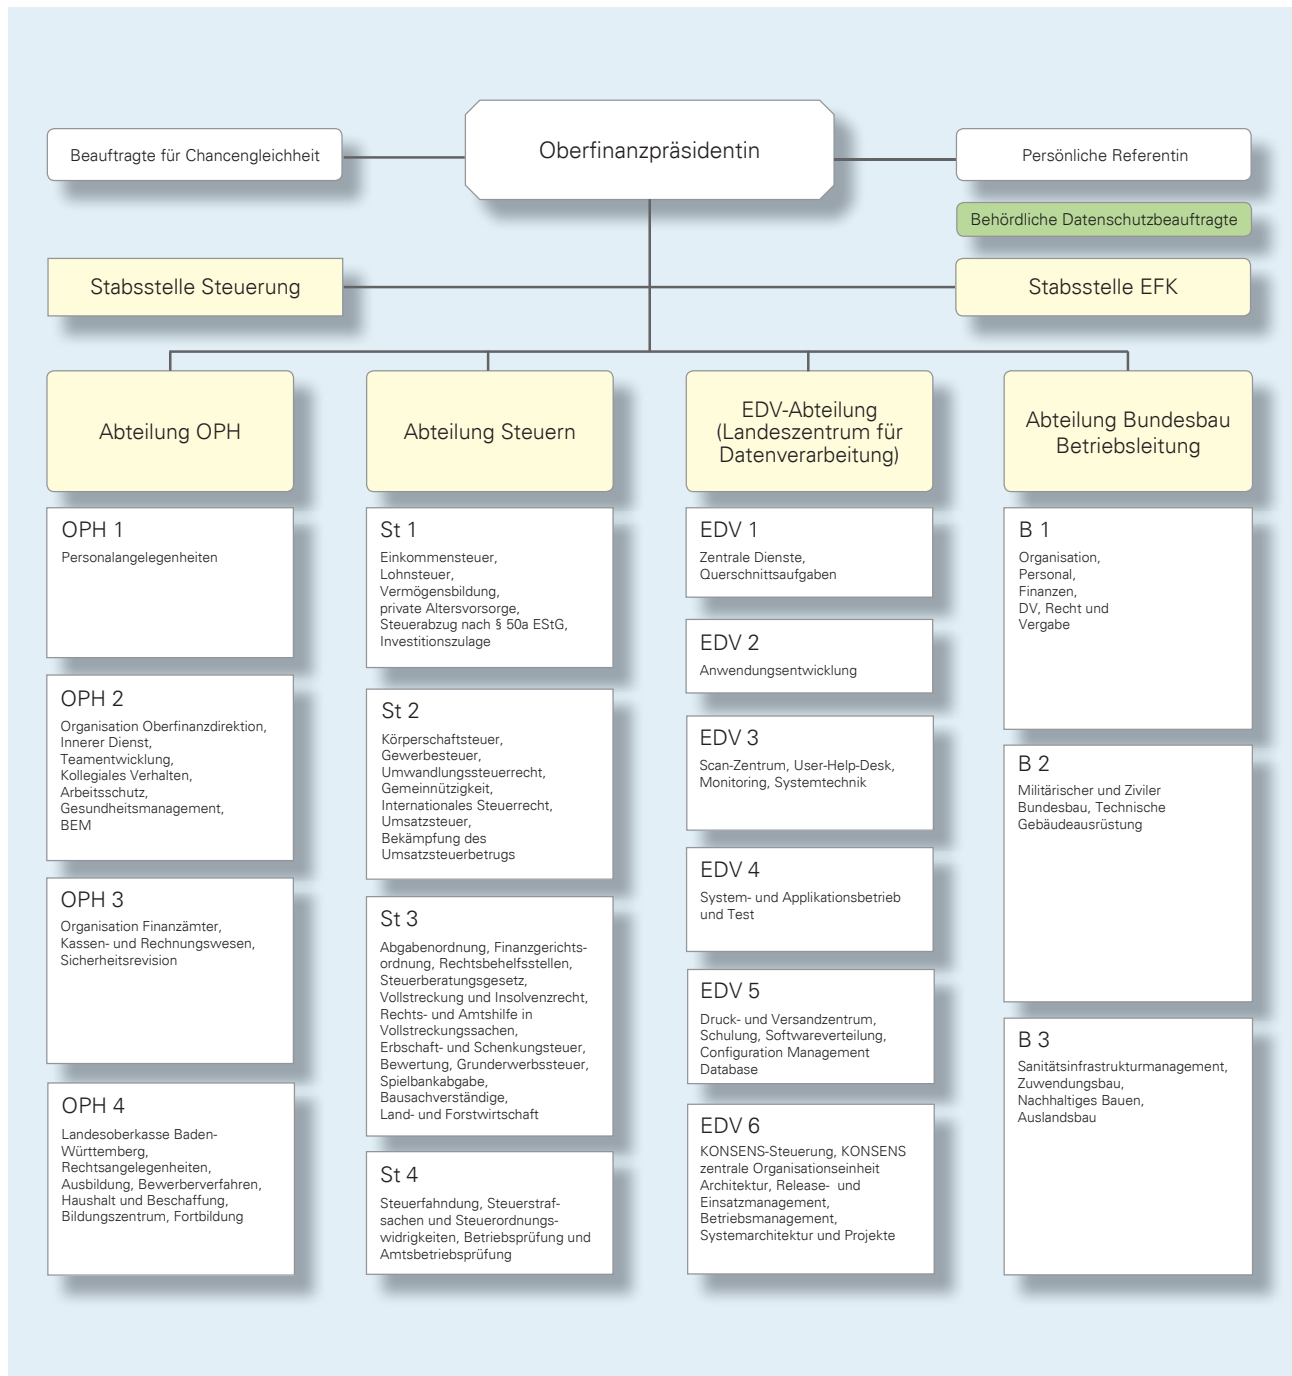 Oberfinanzpräsidentin
Beauftragte für Chancengleichheit
Persönliche Referentin
Behördliche Datenschutzbeauftragte
Stabsstelle Steuerung
Stabsstelle EFK
Abteilung OPH
Abteilung Steuern
EDV-Abteilung
(Landeszentrum für
Datenverarbeitung)
Abteilung Bundesbau
Betriebsleitung
OPH 1
Personalangelegenheiten
OPH 2
Organisation Oberfinanzdirektion,
Innerer Dienst,
Teamentwicklung,
Kollegiales Verhalten,
Arbeitsschutz,
Gesundheitsmanagement,
BEM
OPH 3
Organisation Finanzämter,
Kassen- und Rechnungswesen,
Sicherheitsrevision
OPH 4
Landesoberkasse Baden-
Württemberg,
Rechtsangelegenheiten,
Ausbildung, Bewerberverfahren,
Haushalt und Beschaffung,
Bildungszentrum, Fortbildung
St 1
Einkommensteuer,
Lohnsteuer,
Vermögensbildung,
private Altersvorsorge,
Steuerabzug nach § 50a EStG,
Investitionszulage
St 2
Körperschaftsteuer,
Gewerbesteuer,
Umwandlungssteuerrecht,
Gemeinnützigkeit,
Internationales Steuerrecht,
Umsatzsteuer,
Bekämpfung des
Umsatzsteuerbetrugs
St 3
Abgabenordnung, Finanzgerichts-
ordnung, Rechtsbehelfsstellen,
Steuerberatungsgesetz,
Vollstreckung und Insolvenzrecht,
Rechts- und Amtshilfe in
Vollstreckungssachen,
Erbschaft- und Schenkungsteuer,
Bewertung, Grunderwerbssteuer,
Spielbankabgabe,
Bausachverständige,
Land- und Forstwirtschaft
St 4
Steuerfahndung, Steuerstraf-
sachen und Steuerordnungs-
widrigkeiten, Betriebsprüfung und
Amtsbetriebsprüfung
EDV 1
Zentrale Dienste,
Querschnittsaufgaben
EDV 2
Anwendungsentwicklung
EDV 3
Scan-Zentrum, User-Help-Desk,
Monitoring, Systemtechnik
EDV 4
System- und Applikationsbetrieb
und Test
EDV 5
Druck- und Versandzentrum,
Schulung, Softwareverteilung,
Configuration Management
Database
EDV 6
KONSENS-Steuerung, KONSENS
zentrale Organisationseinheit
Architektur, Release- und
Einsatzmanagement,
Betriebsmanagement,
Systemarchitektur und Projekte
B 1
Organisation,
Personal,
Finanzen,
DV, Recht und
Vergabe
B 2
Militärischer und Ziviler
Bundesbau, Technische
Gebäudeausrüstung
B 3
Sanitätsinfrastrukturmanagement,
Zuwendungsbau,
Nachhaltiges Bauen,
Auslandsbau